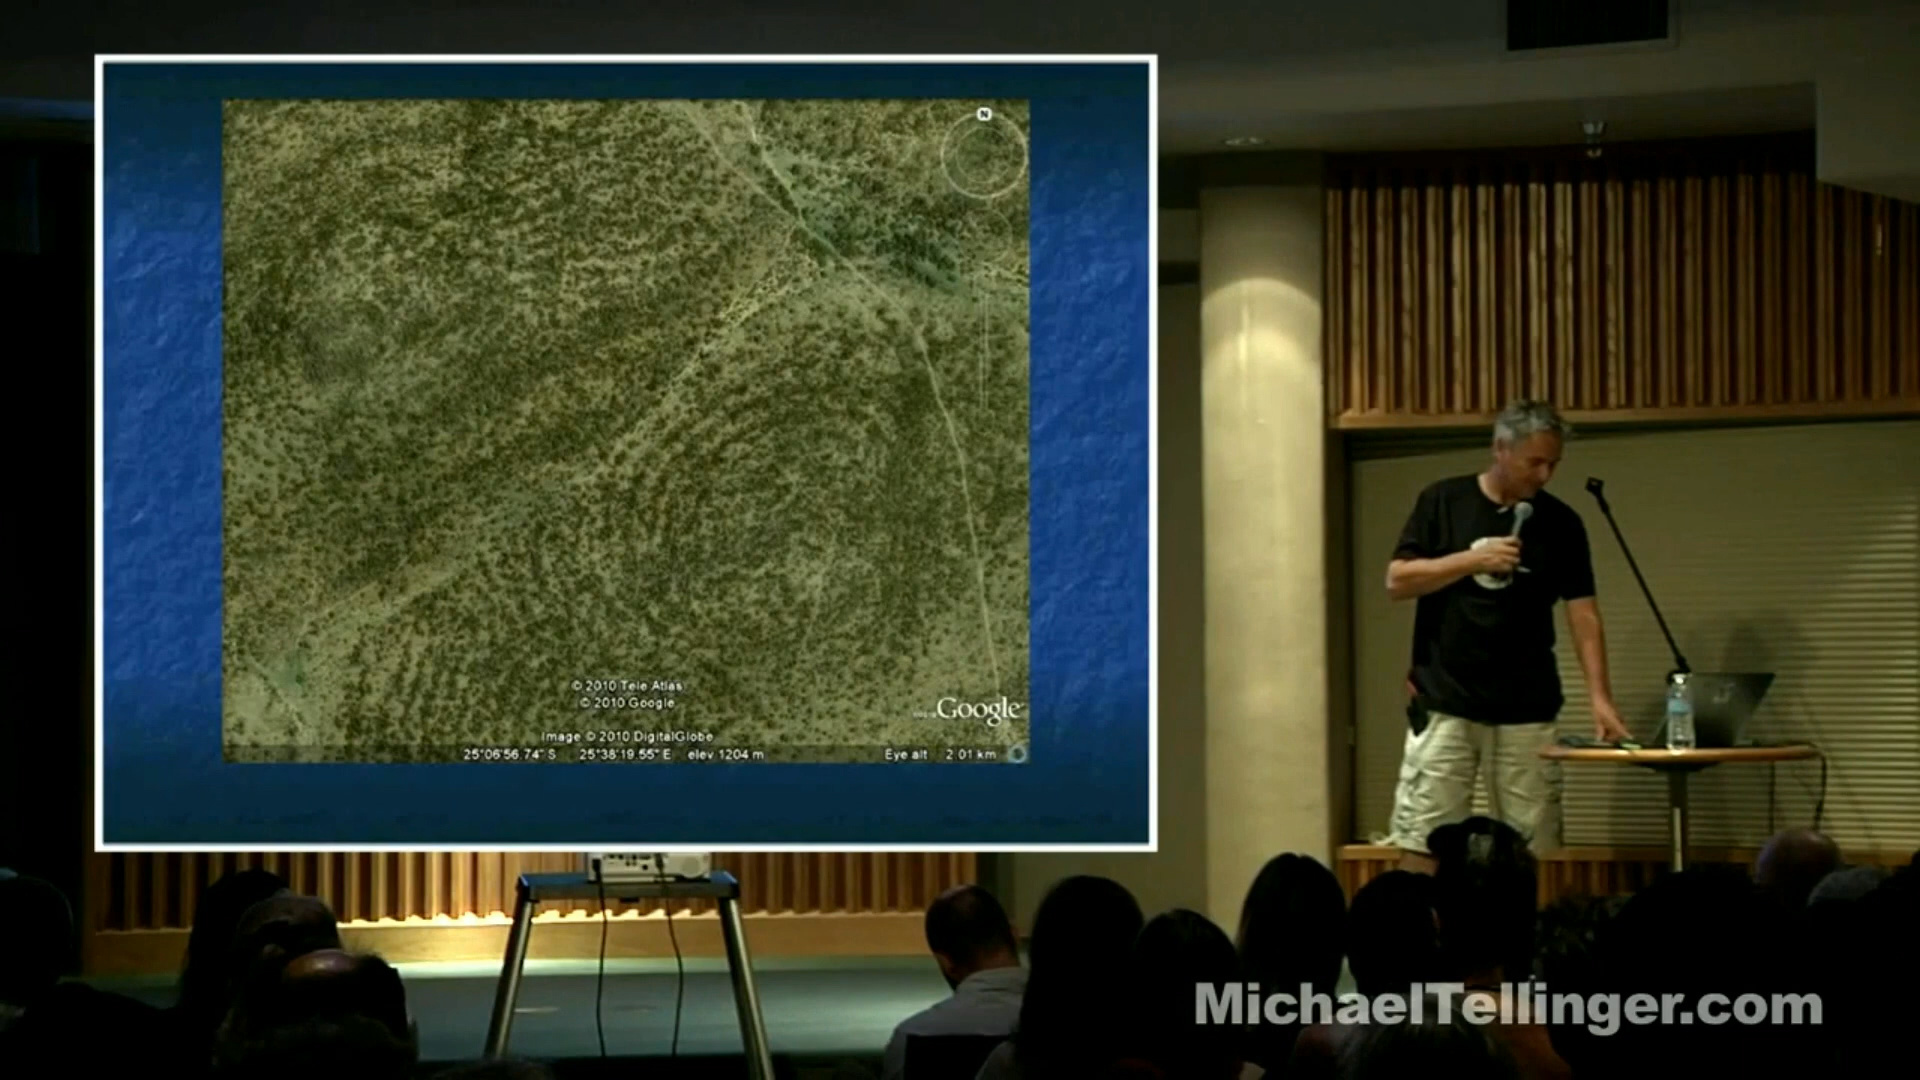 N
© 2010 Tele Atlas
© 2010 Google
Google
Image © 2010 DigitalGlobe
25°06'56.74" S 25°38'19.55" E elev 1204 m Eye alt 2.01 km
MichaelTellinger.com